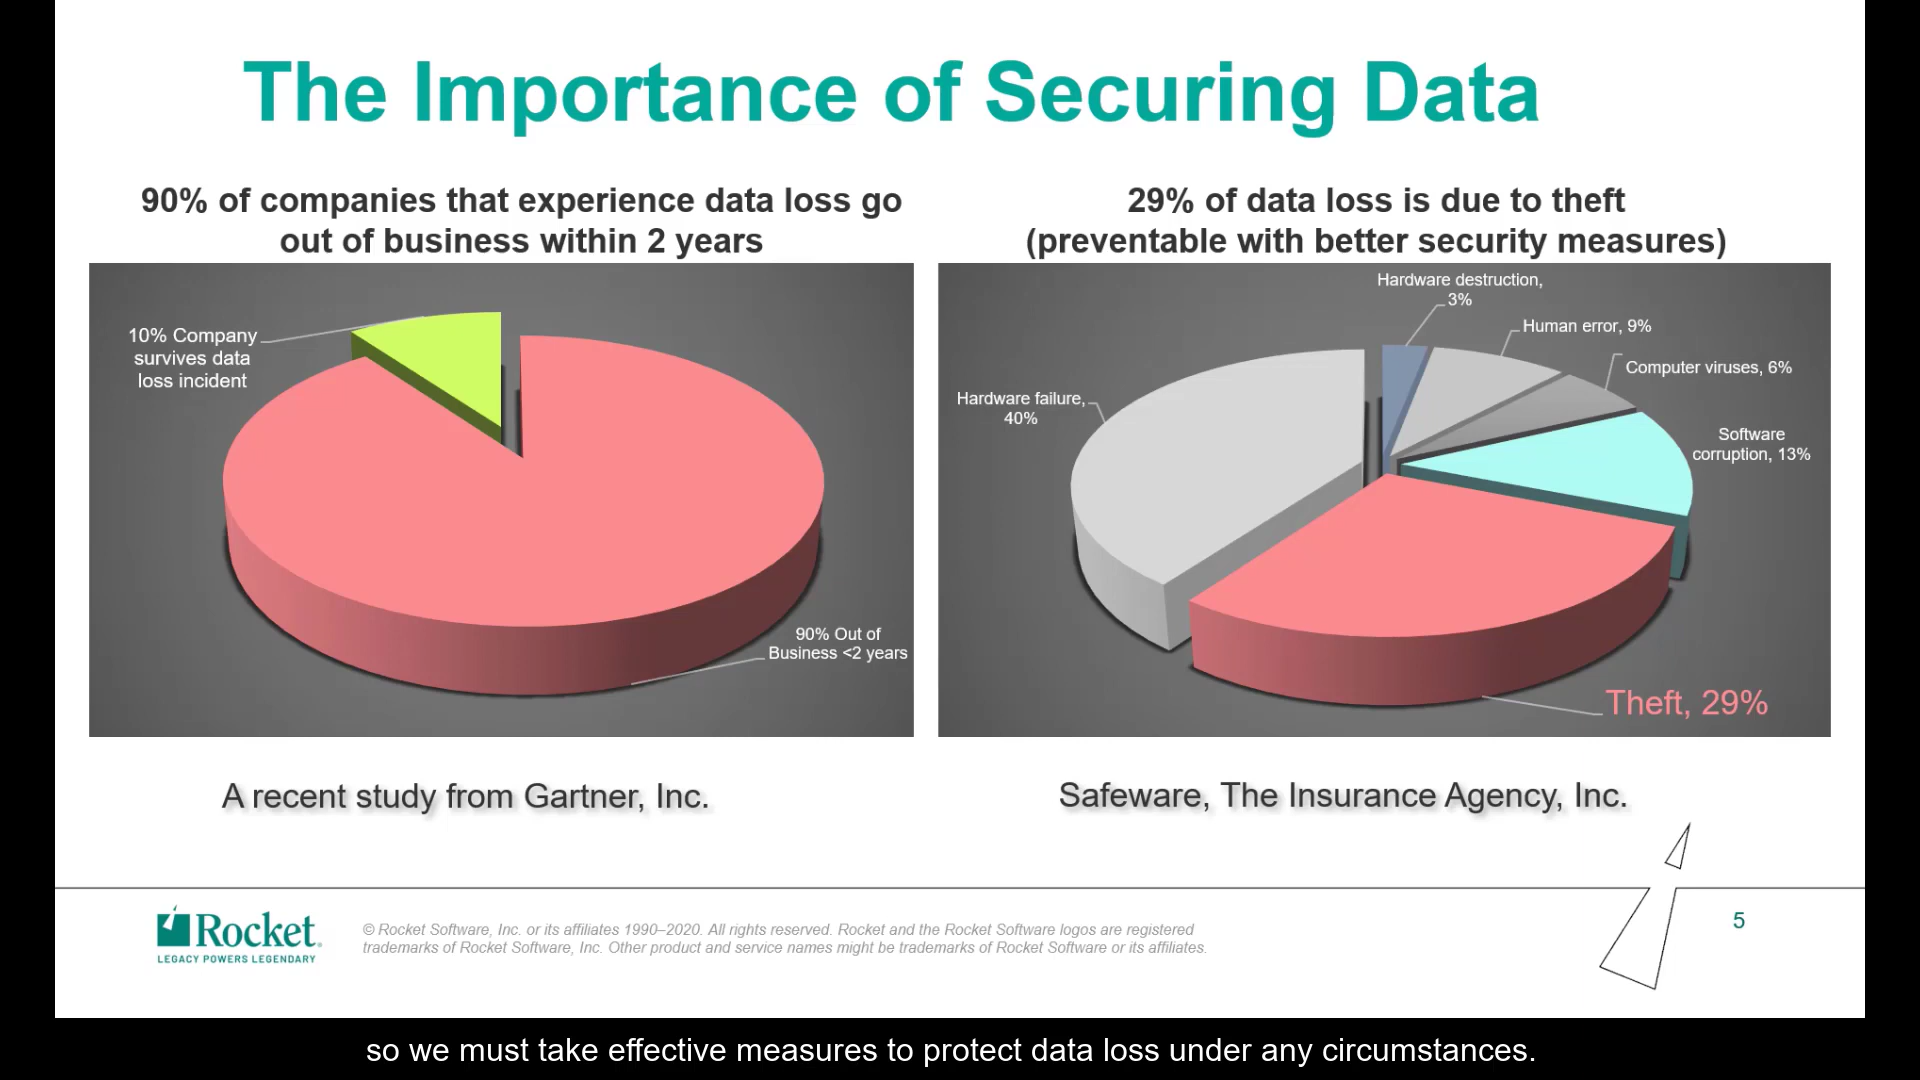 The Importance of Securing Data
90% of companies that experience data loss go
out of business within 2 years
10% Company
survives data
loss incident
90% Out of
Business <2 years
A recent study from Gartner, Inc.
29% of data loss is due to theft
(preventable with better security measures)
Hardware destruction,
3%
Human error, 9%
Computer viruses, 6%
Hardware failure,
40%
Software
corruption, 13%
Theft, 29%
Safeware, The Insurance Agency, Inc.
Rocket.
LEGACY POWERS LEGENDARY
© Rocket Software, Inc. or its affiliates 1990–2020. All rights reserved. Rocket and the Rocket Software logos are registered
trademarks of Rocket Software, Inc. Other product and service names might be trademarks of Rocket Software or its affiliates.
5
so we must take effective measures to protect data loss under any circumstances.